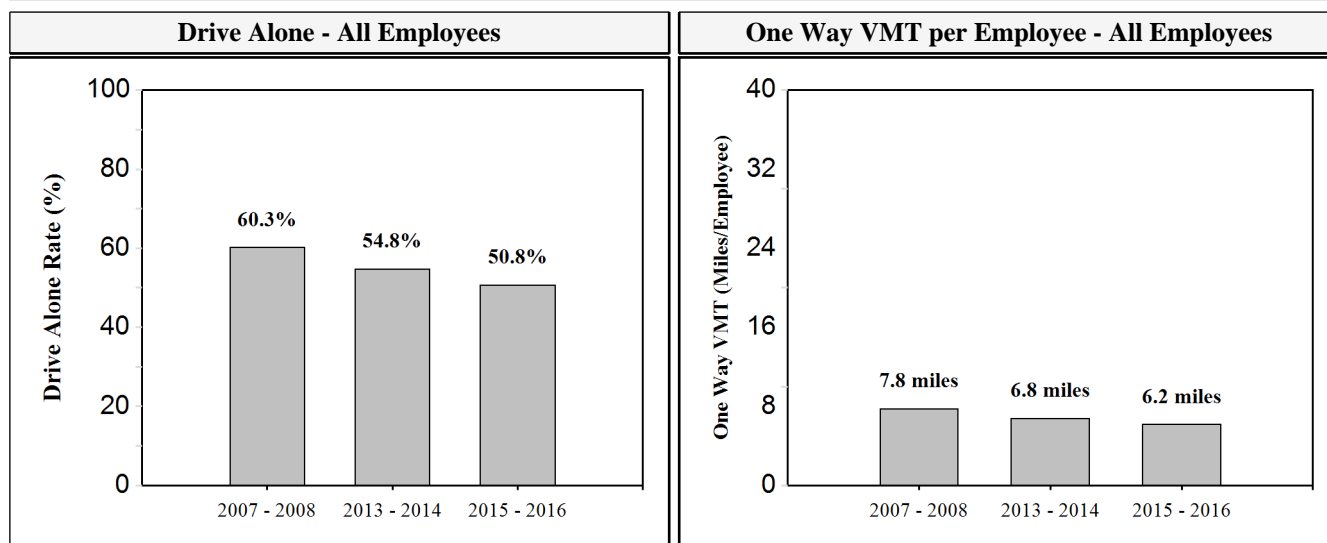 Drive Alone - All Employees
One Way VMT per Employee - All Employees
Drive Alone Rate (%)
100
80
60
40
20
0
60.3%
54.8%
50.8%
2007 - 2008
2013 - 2014
2015 - 2016
One Way VMT (Miles/Employee)
40
32
24
16
8
0
7.8 miles
6.8 miles
6.2 miles
2007 - 2008
2013 - 2014
2015 - 2016